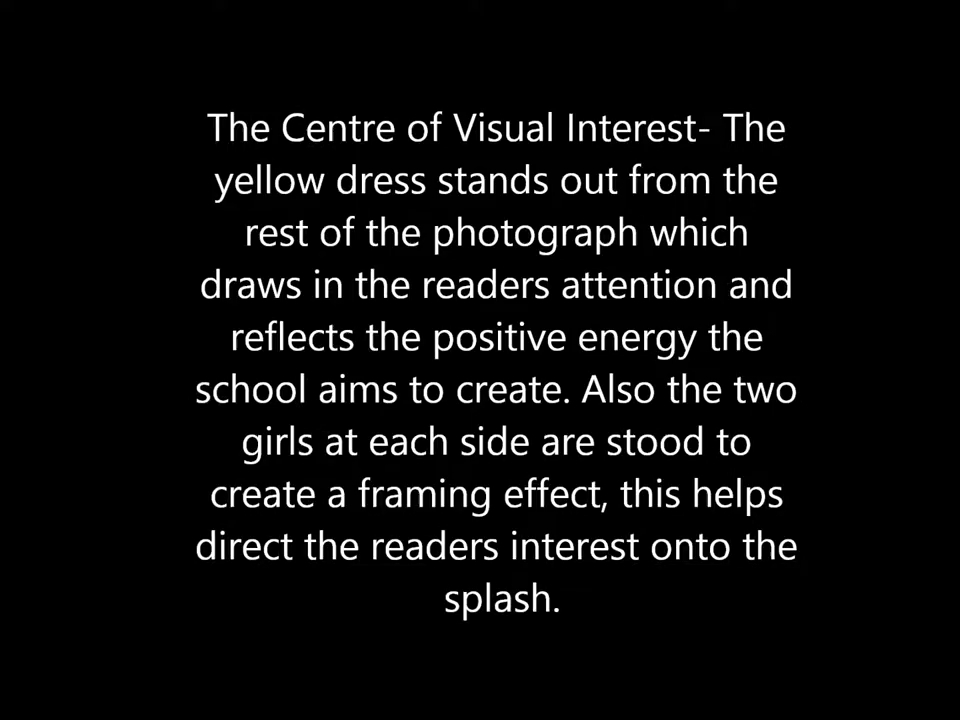 The Centre of Visual Interest- The
yellow dress stands out from the
rest of the photograph which
draws in the readers attention and
reflects the positive energy the
school aims to create. Also the two
girls at each side are stood to
create a framing effect, this helps
direct the readers interest onto the
splash.